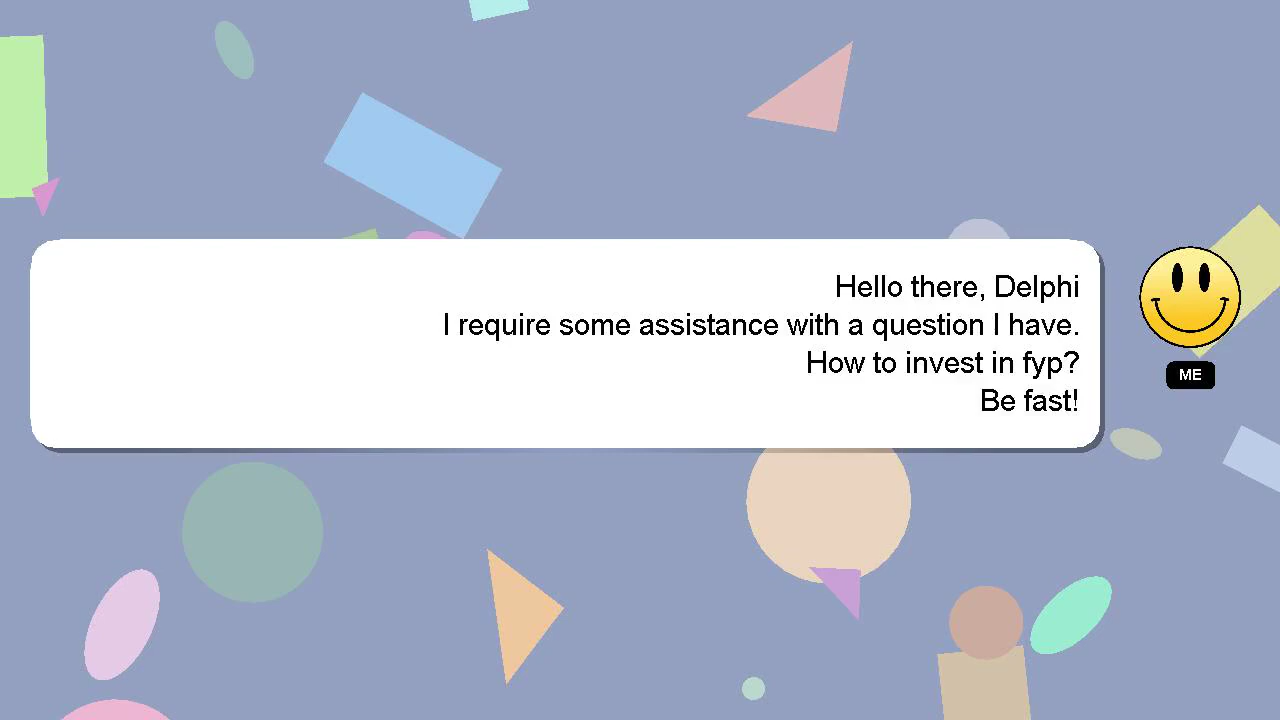 Hello there, Delphi
I require some assistance with a question I have.
How to invest in fyp?
Be fast!
ME